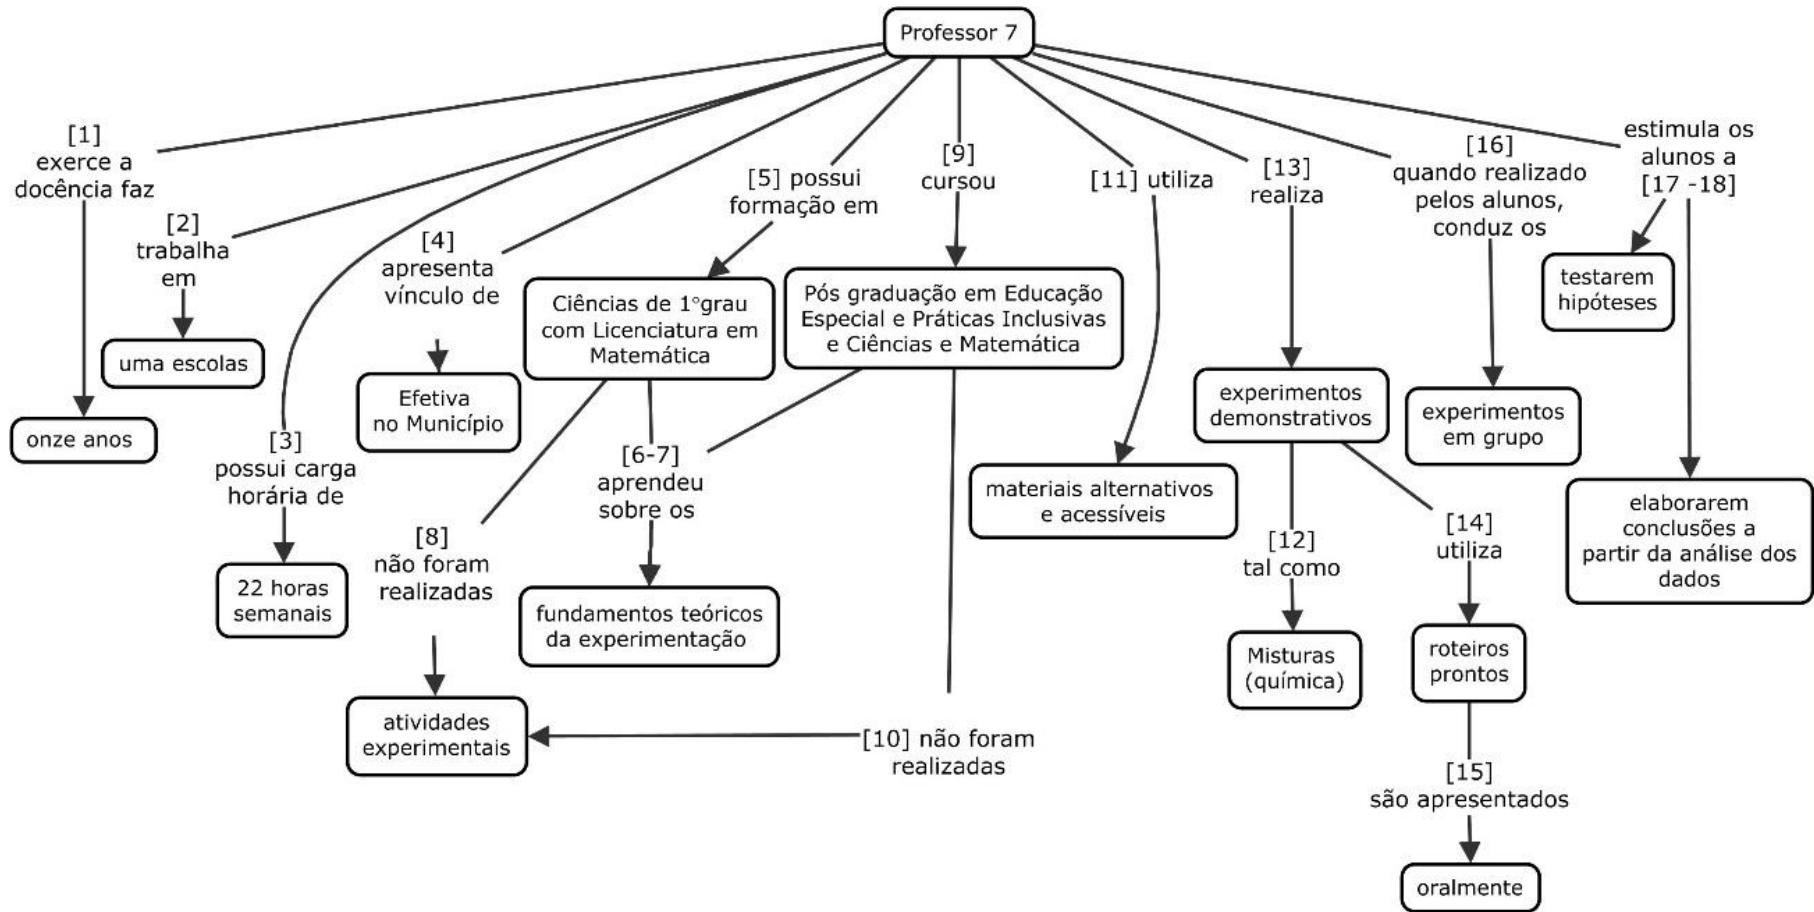 Professor 7
[1]
exerce a
docência faz
onze anos
[2]
trabalha
em
uma escolas
[3]
possui carga
horária de
22 horas
semanais
[4]
apresenta
vínculo de
Efetiva
no Município
[5] possui
formação em
Ciências de 1°grau
com Licenciatura em
Matemática
[9]
cursou
Pós graduação em Educação
Especial e Práticas Inclusivas
e Ciências e Matemática
[6-7]
aprendeu
sobre os
fundamentos teóricos
da experimentação
[8]
não foram
realizadas
atividades
experimentais
[10] não foram
realizadas
[11] utiliza
materiais alternativos
e acessíveis
[13]
realiza
experimentos
demonstrativos
[12]
tal como
Misturas
(química)
[14]
utiliza
roteiros
prontos
[15]
são apresentados
oralmente
[16]
quando realizado
pelos alunos,
conduz os
experimentos
em grupo
estimula os
alunos a
[17 -18]
testarem
hipóteses
elaborarem
conclusões a
partir da análise dos
dados